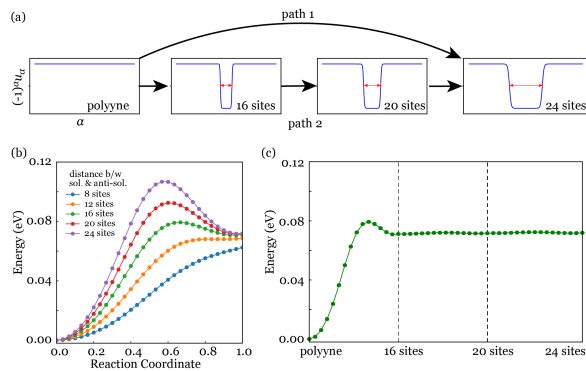 (a)
path 1
(-1)^α u_α
polyyne
16 sites
20 sites
24 sites
α
path 2
(b)
0.12
0.08
0.04
0.00
Energy (eV)
distance b/w
sol. & anti-sol.
8 sites
12 sites
16 sites
20 sites
24 sites
0.0 0.2 0.4 0.6 0.8 1.0
Reaction Coordinate
(c)
0.12
0.08
0.04
0.00
Energy (eV)
polyyne 16 sites 20 sites 24 sites